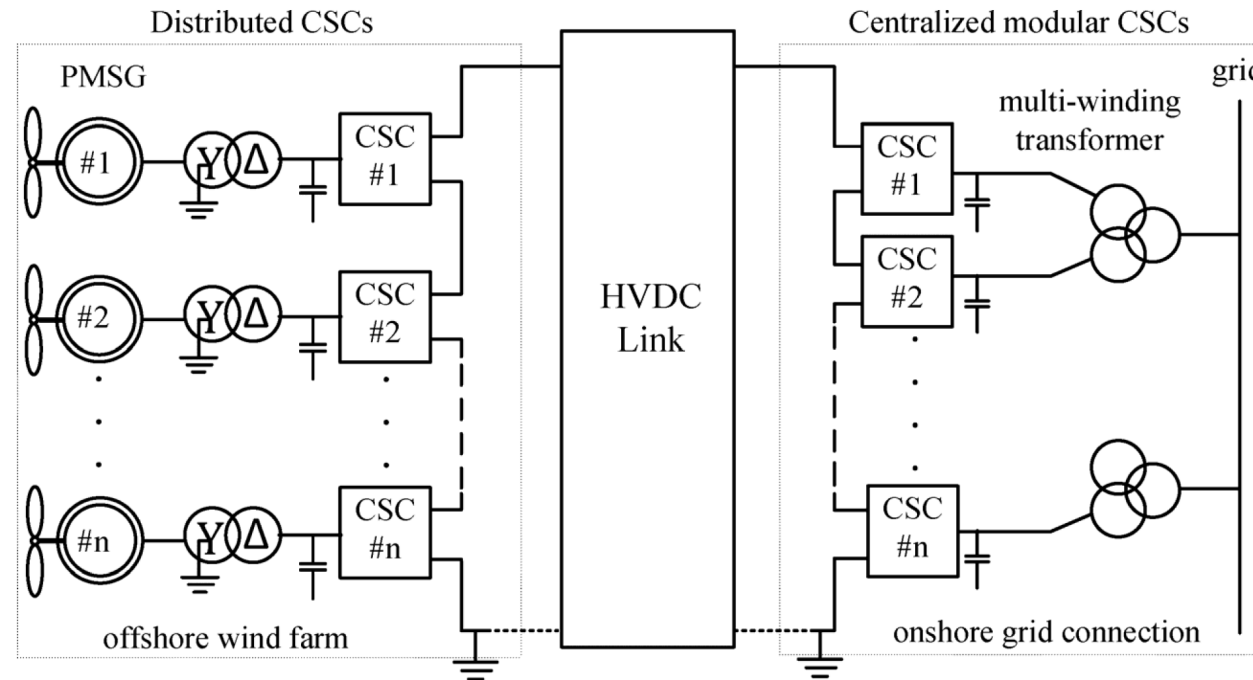 Distributed CSCs
Centralized modular CSCs
PMSG
grid
multi-winding
transformer
#1
Y
Δ
CSC
#1
CSC
#1
#2
Y
Δ
CSC
#2
CSC
#2
HVDC
Link
#n
Y
Δ
CSC
#n
CSC
#n
offshore wind farm
onshore grid connection